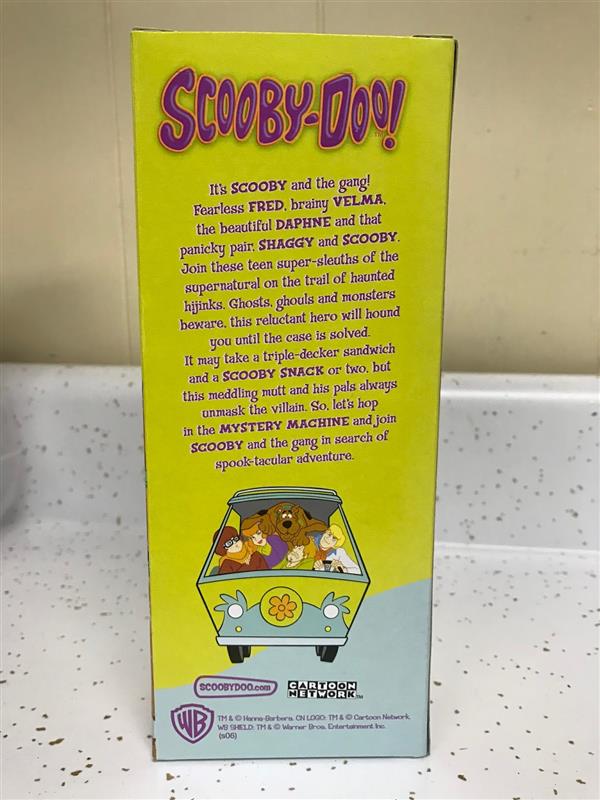 SCOOBY-DOO!
It's SCOOBY and the gang!
Fearless FRED, brainy VELMA,
the beautiful DAPHNE and that
panicky pair, SHAGGY and SCOOBY.
Join these teen super-sleuths of the
supernatural on the trail of haunted
hijinks. Ghosts, ghouls and monsters
beware, this reluctant hero will hound
you until the case is solved.
It may take a triple-decker sandwich
and a SCOOBY SNACK or two, but
this meddling mutt and his pals always
unmask the villain. So, let's hop
in the MYSTERY MACHINE and join
SCOOBY and the gang in search of
spook-tacular adventure.
SCOOBYDOO.com
CARTOON
NETWORK™
WB
TM & © Hanna-Barbera. CN LOGO: TM & © Cartoon Network.
WB SHIELD: TM & © Warner Bros. Entertainment Inc.
(s06)